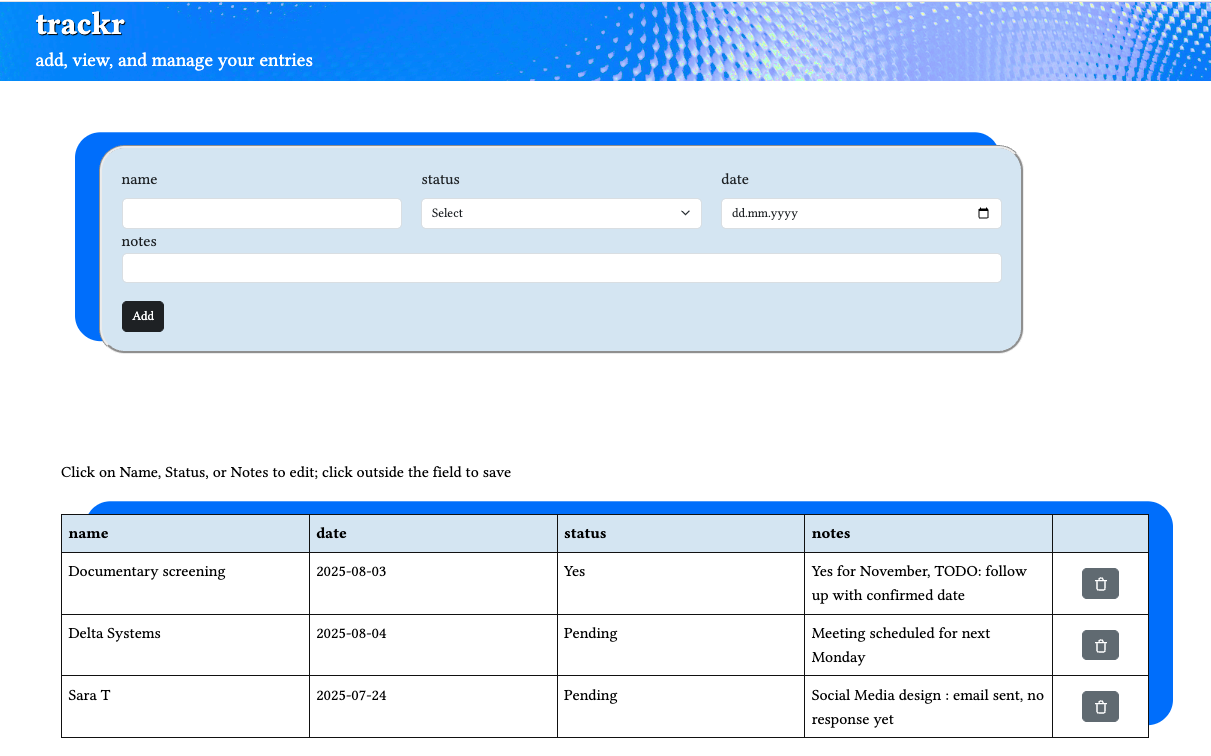 trackr
add, view, and manage your entries
name status date
Select dd.mm.yyyy
notes
Add
Click on Name, Status, or Notes to edit; click outside the field to save
name date status notes
Documentary screening 2025-08-03 Yes Yes for November, TODO: follow
up with confirmed date
Delta Systems 2025-08-04 Pending Meeting scheduled for next
Monday
Sara T 2025-07-24 Pending Social Media design : email sent, no
response yet